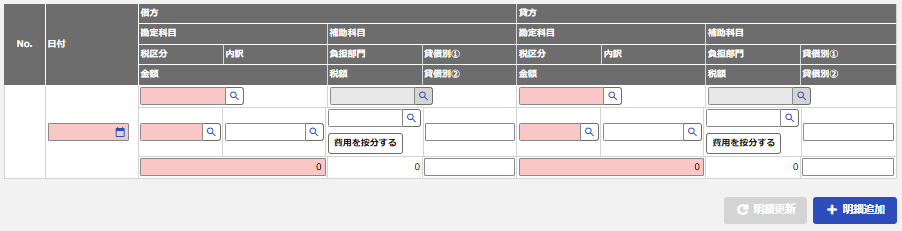 借方 貸方
No. 日付 勘定科目 補助科目 勘定科目 補助科目
税区分 内訳 負担部門 貸借別① 税区分 内訳 負担部門 貸借別①
金額 税額 貸借別② 金額 税額 貸借別②
費用を按分する 費用を按分する
0 0 0 0
明細更新 明細追加